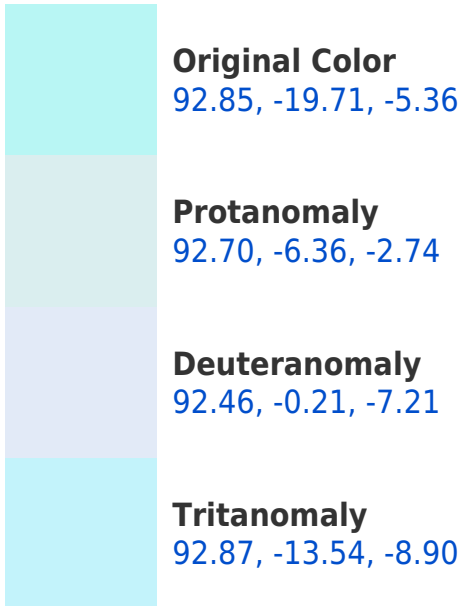 Original Color
92.85, -19.71, -5.36
Protanomaly
92.70, -6.36, -2.74
Deuteranomaly
92.46, -0.21, -7.21
Tritanomaly
92.87, -13.54, -8.90